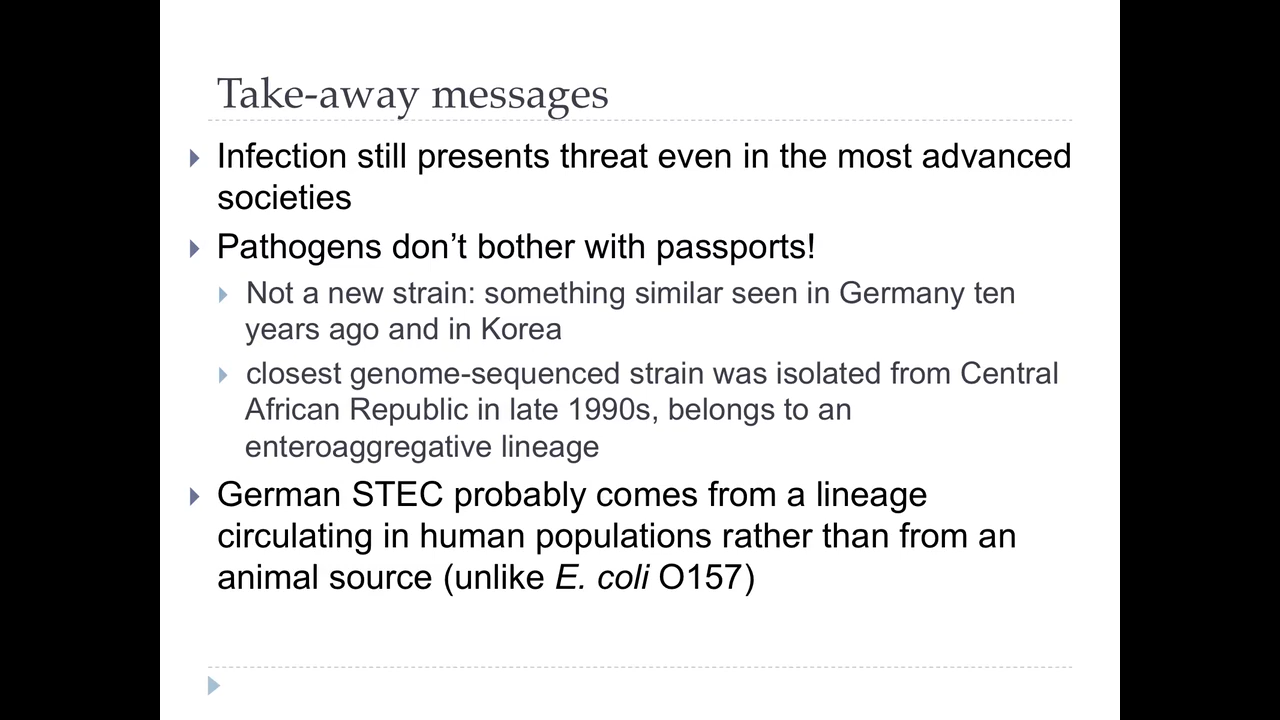 Take-away messages
Infection still presents threat even in the most advanced
societies
Pathogens don’t bother with passports!
Not a new strain: something similar seen in Germany ten
years ago and in Korea
closest genome-sequenced strain was isolated from Central
African Republic in late 1990s, belongs to an
enteroaggregative lineage
German STEC probably comes from a lineage
circulating in human populations rather than from an
animal source (unlike E. coli O157)